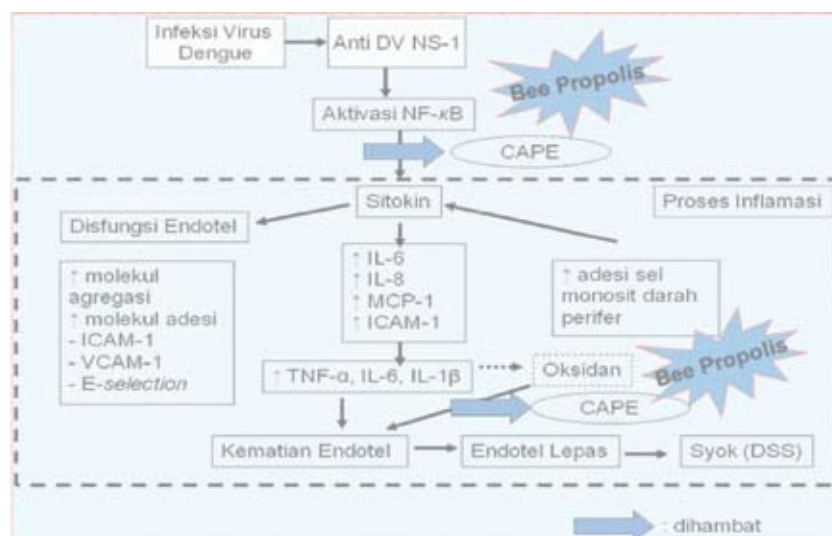 Infeksi Virus
Dengue
Anti DV NS-1
Bee Propolis
Aktivasi NF-κB
CAPE
Sitokin
Proses Inflamasi
Disfungsi Endotel
↑ IL-6
↑ IL-8
↑ MCP-1
↑ ICAM-1
↑ molekul
agregasi
↑ molekul adesi
- ICAM-1
- VCAM-1
- E-selection
↑ adesi sel
monosit darah
perifer
Bee Propolis
↑ TNF-α, IL-6, IL-1β
Oksidan
CAPE
Kematian Endotel
Endotel Lepas
Syok (DSS)
: dihambat